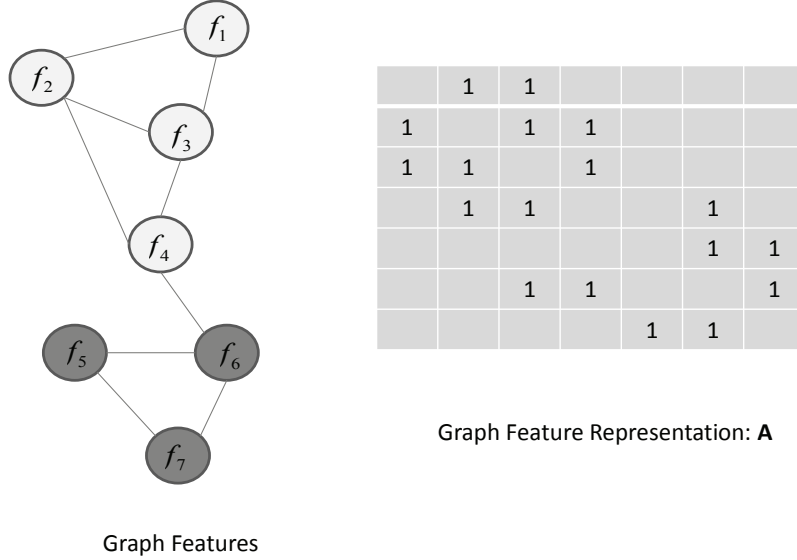 f1
f2
f3
f4
f5 f6
f7
1 1
1 1 1
1 1 1
1 1 1
1 1
1 1 1
1 1
Graph Feature Representation: A
Graph Features